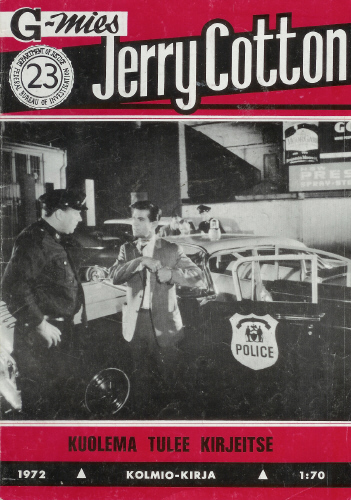 G-mies
Jerry Cotton
DEPARTMENT OF JUSTICE
FEDERAL BUREAU OF INVESTIGATION
23
POLICE
KUOLEMA TULEE KIRJEITSE
1972 ▲ KOLMIO-KIRJA ▲ 1:70